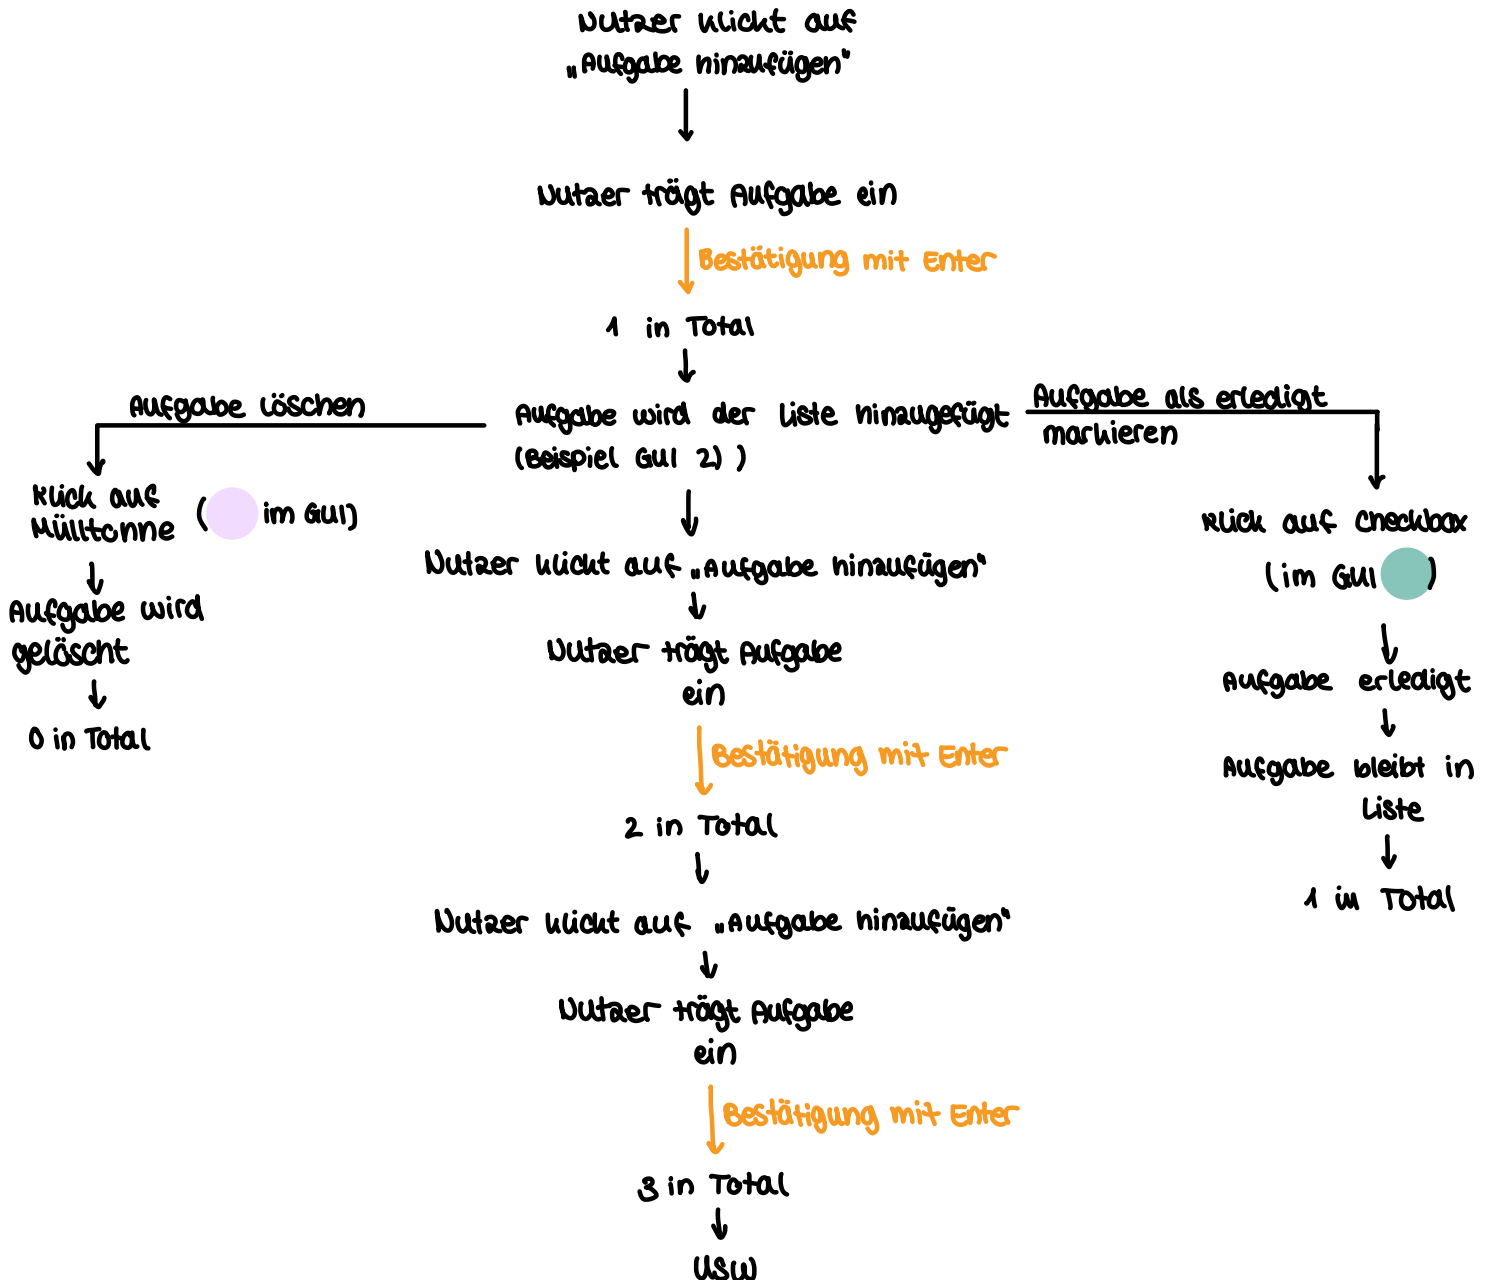 Nutzer klickt auf
„Aufgabe hinzufügen“
Nutzer trägt Aufgabe ein
Bestätigung mit Enter
1 in Total
Aufgabe löschen
Aufgabe wird der Liste hinzugefügt
(Beispiel GUI 2) )
Aufgabe als erledigt
markieren
Klick auf
Mülltonne ( im GUI)
Aufgabe wird
gelöscht
0 in Total
Nutzer klickt auf „Aufgabe hinzufügen“
Nutzer trägt Aufgabe
ein
Bestätigung mit Enter
2 in Total
Nutzer klickt auf „Aufgabe hinzufügen“
Nutzer trägt Aufgabe
ein
Bestätigung mit Enter
3 in Total
usw
Klick auf Checkbox
(im GUI )
Aufgabe erledigt
Aufgabe bleibt in
Liste
1 in Total